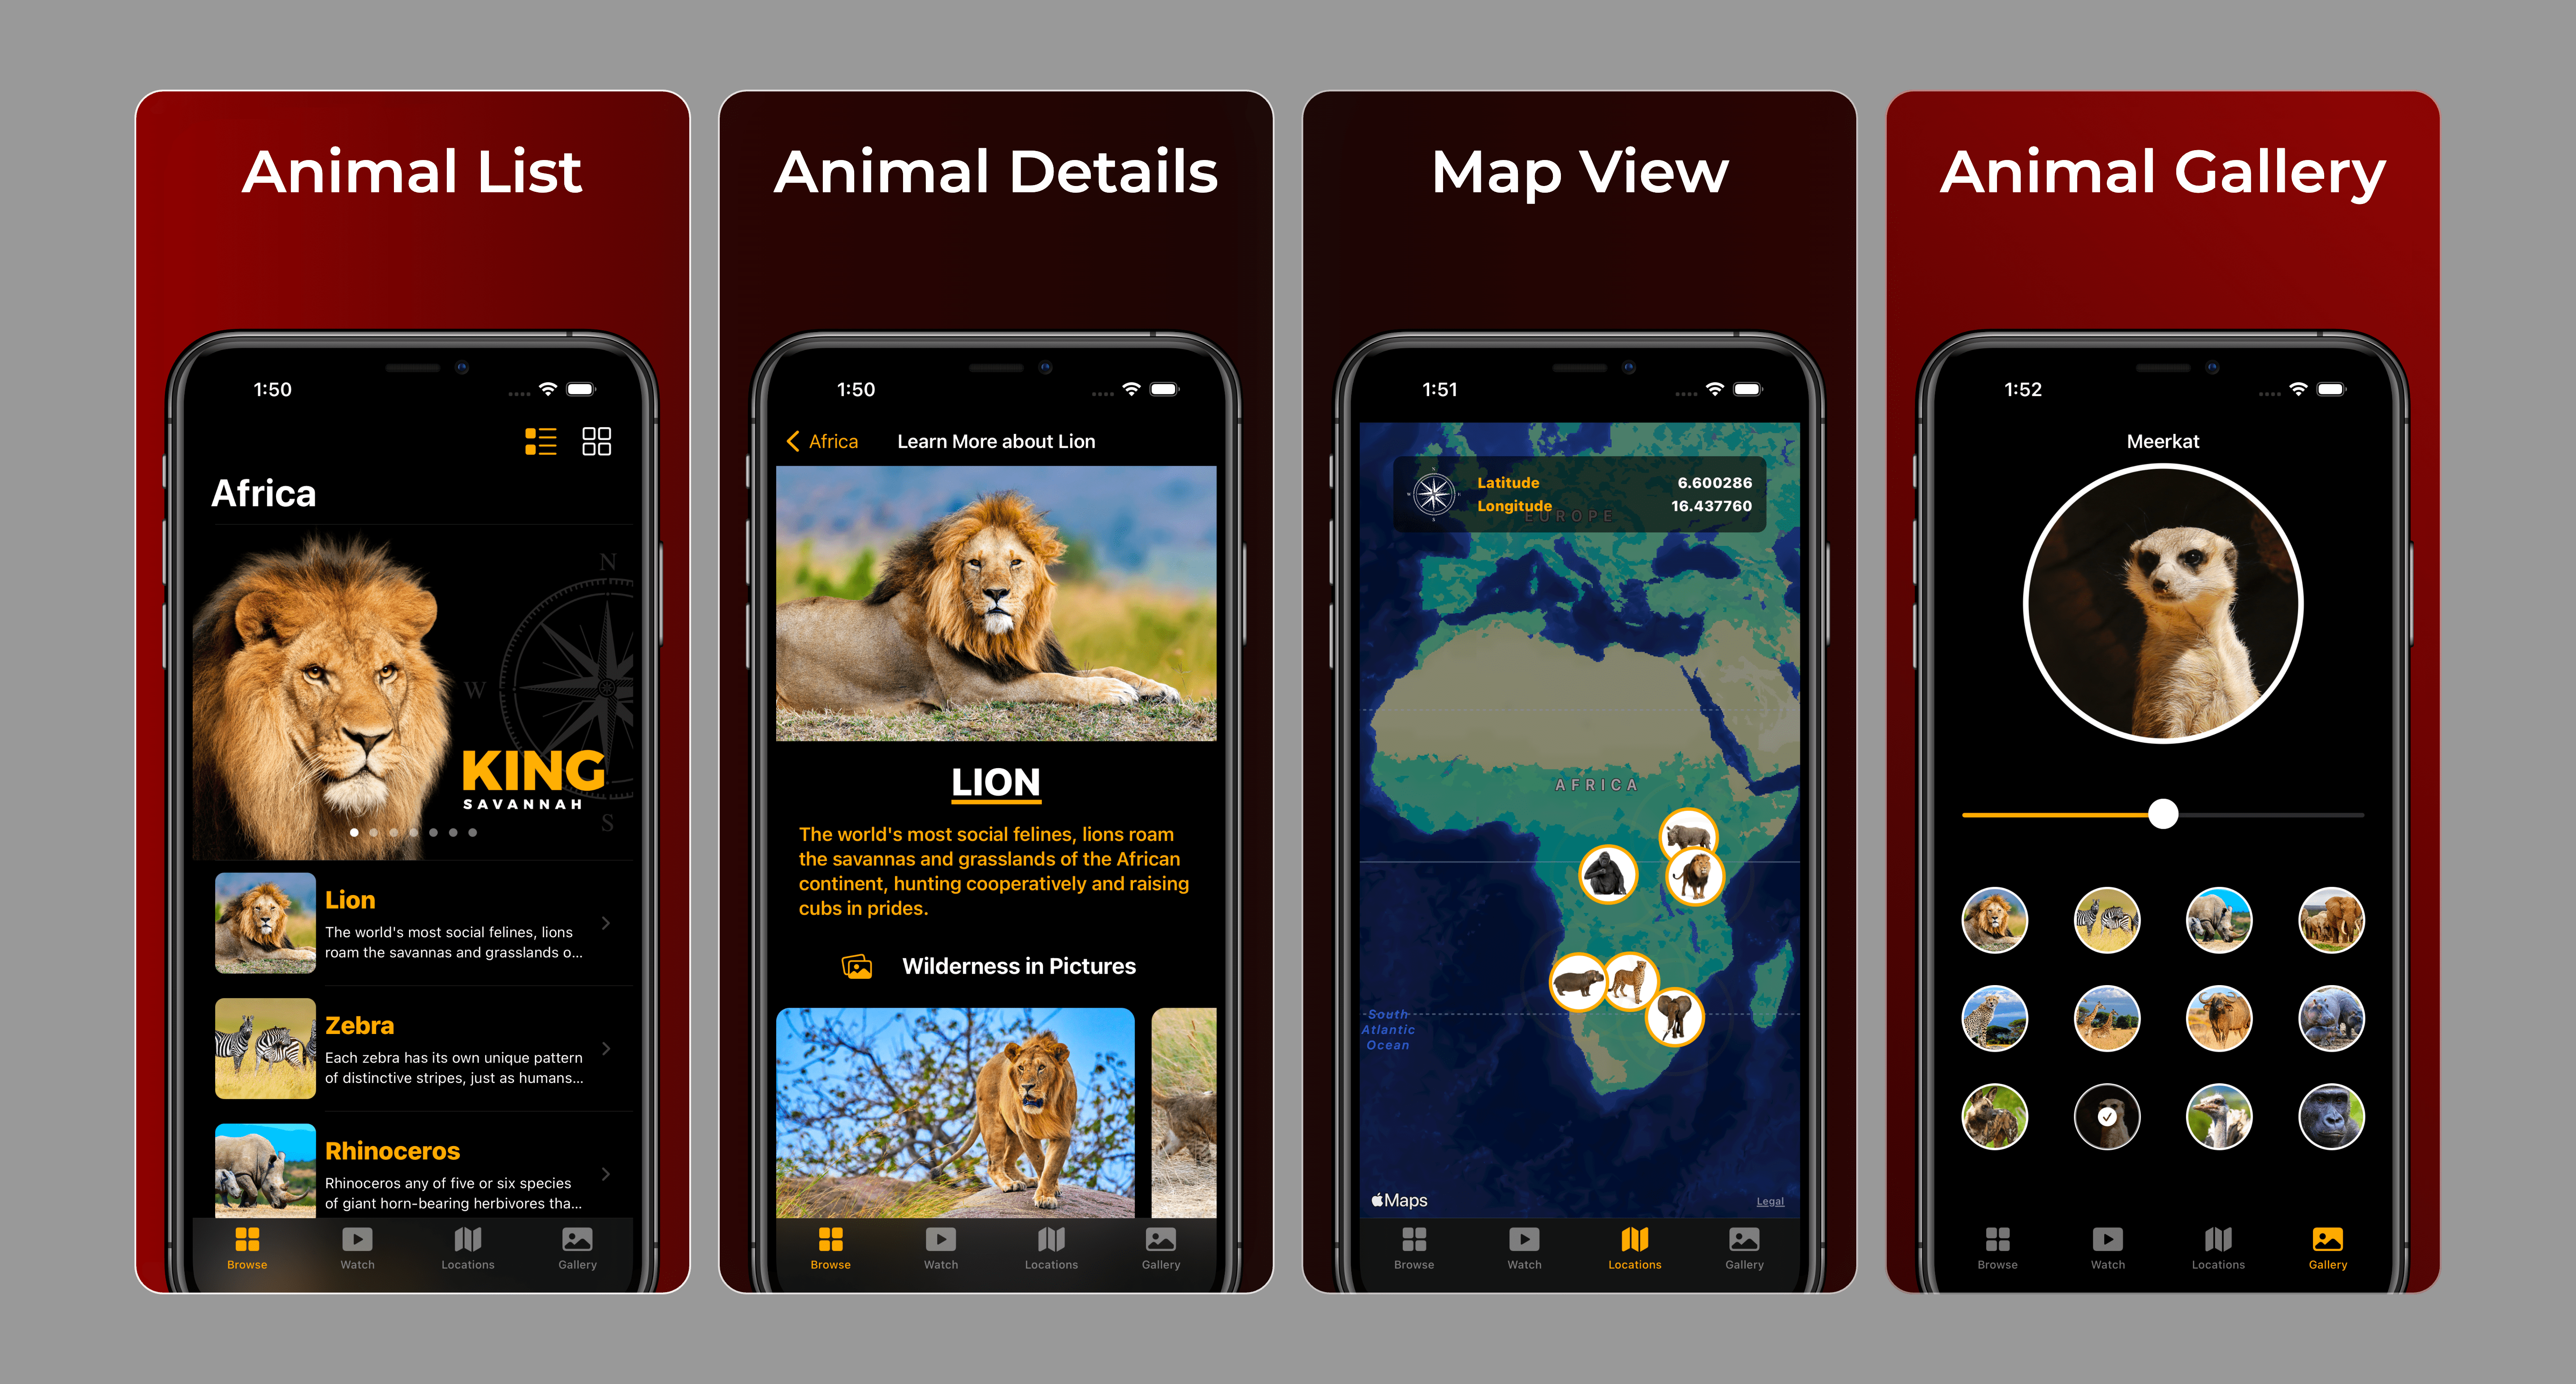 Animal List
1:50
Africa
N
W
KING
SAVANNAH
S
Lion
The world's most social felines, lions
roam the savannas and grasslands o...
Zebra
Each zebra has its own unique pattern
of distinctive stripes, just as humans...
Rhinoceros
Rhinoceros any of five or six species
of giant horn-bearing herbivores tha...
Browse
Watch
Locations
Gallery
Animal Details
1:50
Africa
Learn More about Lion
LION
The world's most social felines, lions roam
the savannas and grasslands of the African
continent, hunting cooperatively and raising
cubs in prides.
Wilderness in Pictures
Browse
Watch
Locations
Gallery
Map View
1:51
N
W
E
S
Latitude 6.600286
Longitude 16.437760
EUROPE
AFRICA
South
Atlantic
Ocean
Maps
Legal
Browse
Watch
Locations
Gallery
Animal Gallery
1:52
Meerkat
Browse
Watch
Locations
Gallery